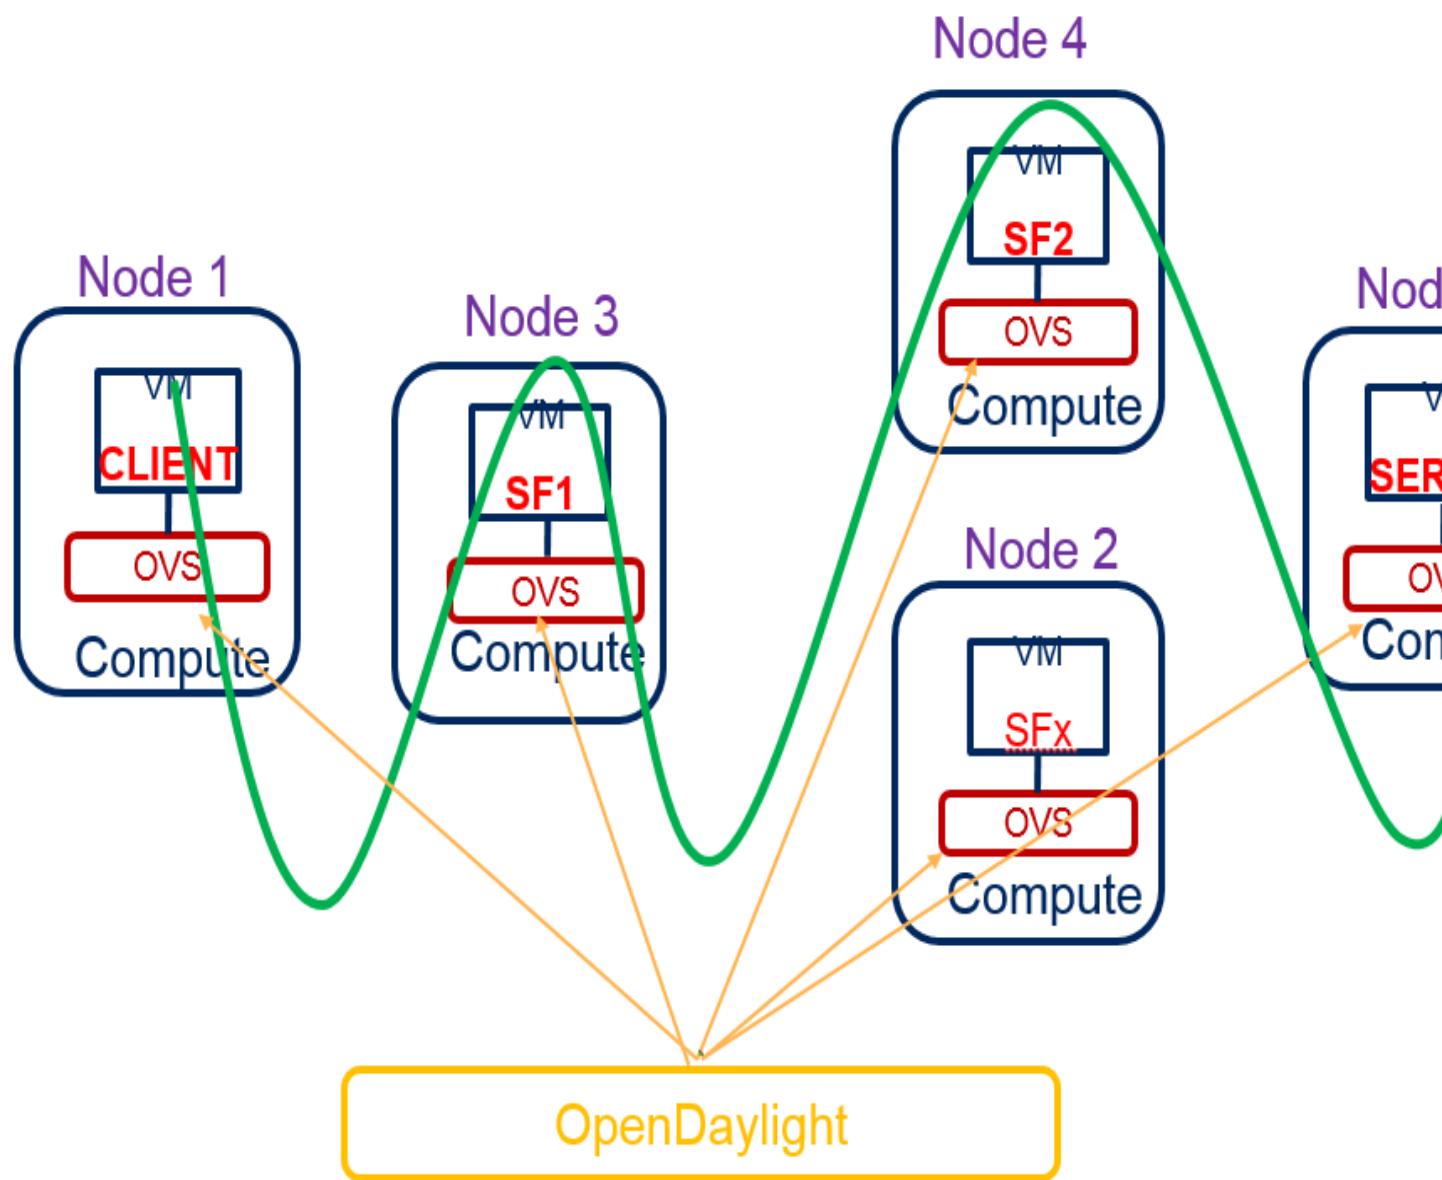 Node 4
VM
SF2
OVS
Compute
Node 1
VM
CLIENT
OVS
Compute
Node 3
VM
SF1
OVS
Compute
Node 2
VM
SFx
OVS
Compute
OpenDaylight